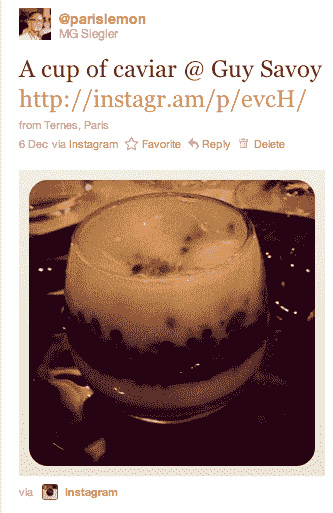 @parislemon
MG Siegler
A cup of caviar @ Guy Savoy
http://instagr.am/p/evcH/
from Ternes, Paris
6 Dec via Instagram Favorite Reply Delete
via Instagram